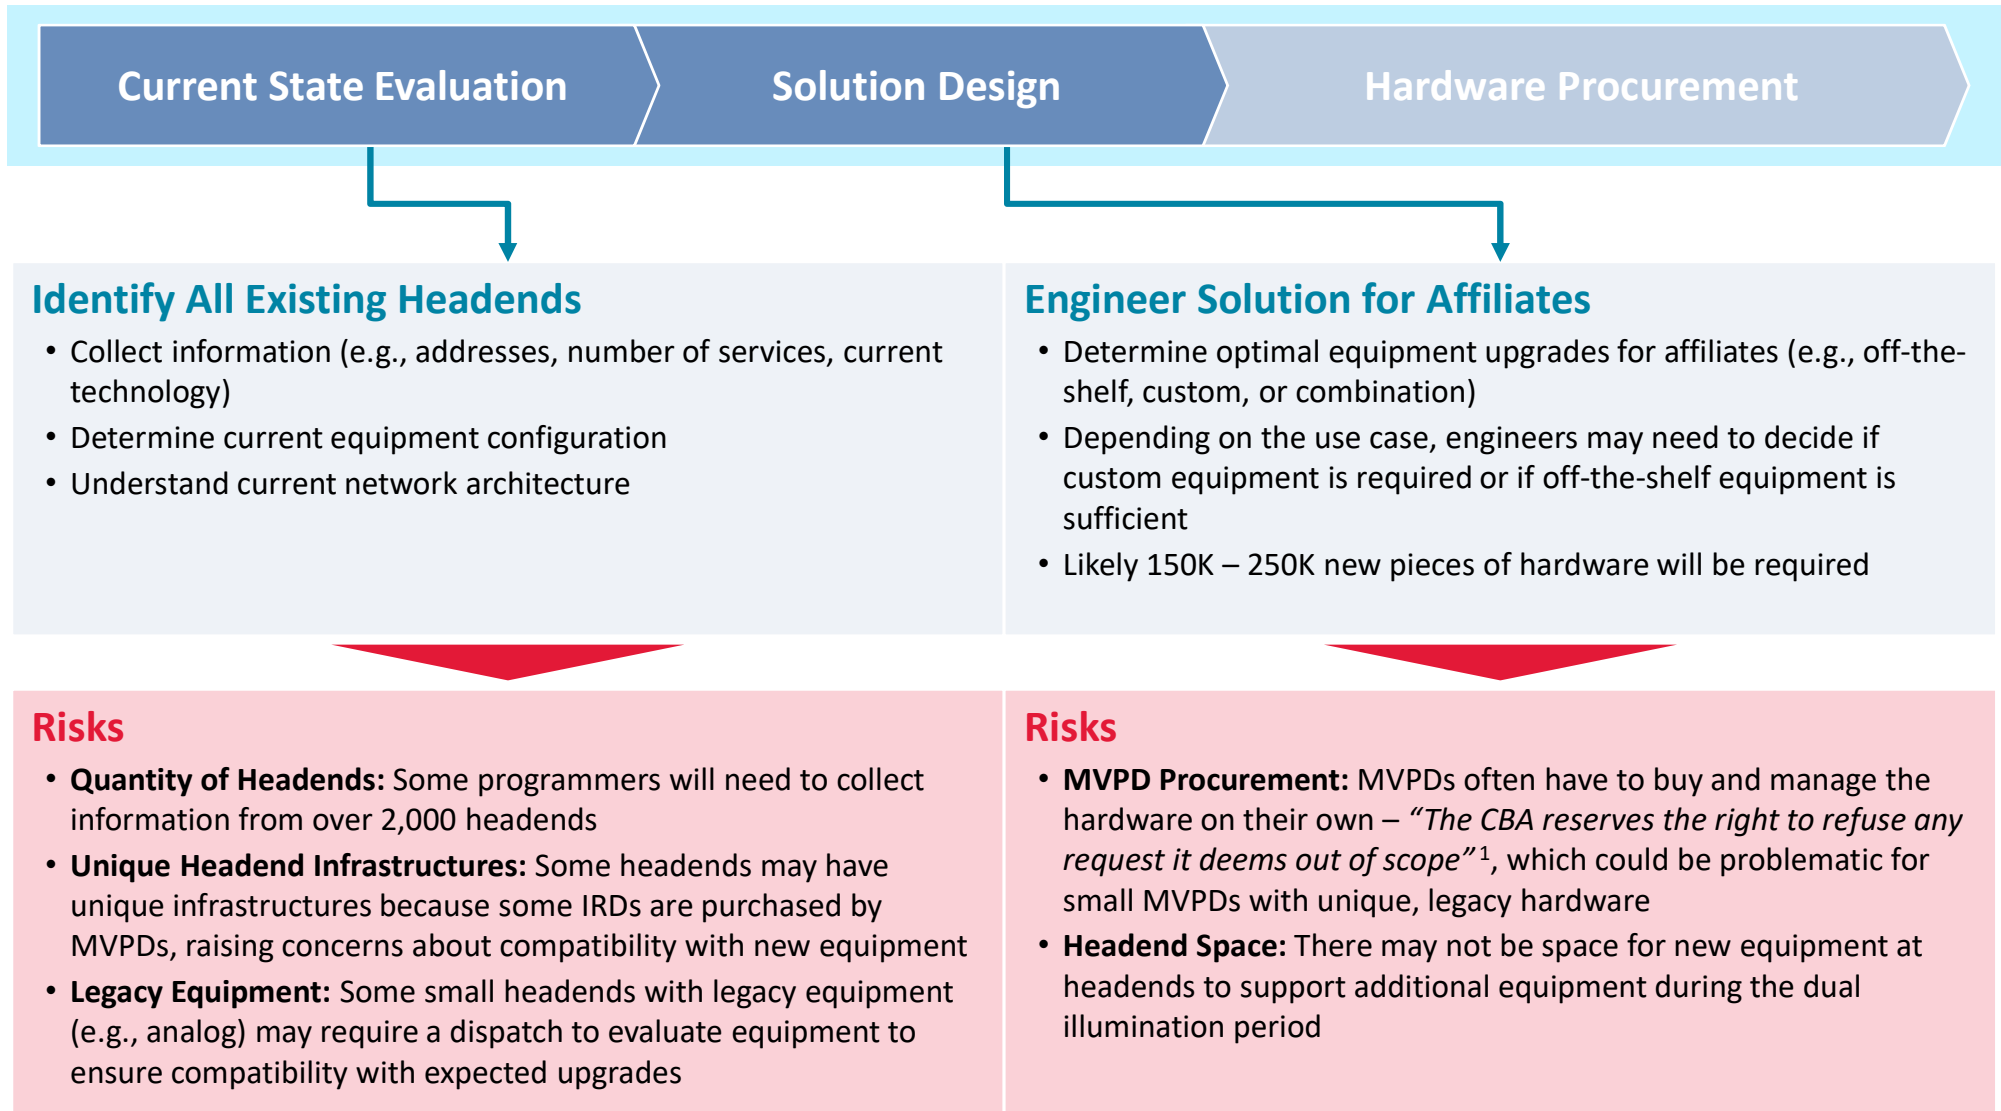 Current State Evaluation
Solution Design
Hardware Procurement
Identify All Existing Headends
• Collect information (e.g., addresses, number of services, current
technology)
• Determine current equipment configuration
• Understand current network architecture
Engineer Solution for Affiliates
• Determine optimal equipment upgrades for affiliates (e.g., off-the-
shelf, custom, or combination)
• Depending on the use case, engineers may need to decide if
custom equipment is required or if off-the-shelf equipment is
sufficient
• Likely 150K – 250K new pieces of hardware will be required
Risks
• Quantity of Headends: Some programmers will need to collect
information from over 2,000 headends
• Unique Headend Infrastructures: Some headends may have
unique infrastructures because some IRDs are purchased by
MVPDs, raising concerns about compatibility with new equipment
• Legacy Equipment: Some small headends with legacy equipment
(e.g., analog) may require a dispatch to evaluate equipment to
ensure compatibility with expected upgrades
Risks
• MVPD Procurement: MVPDs often have to buy and manage the
hardware on their own – “The CBA reserves the right to refuse any
request it deems out of scope” 1, which could be problematic for
small MVPDs with unique, legacy hardware
• Headend Space: There may not be space for new equipment at
headends to support additional equipment during the dual
illumination period